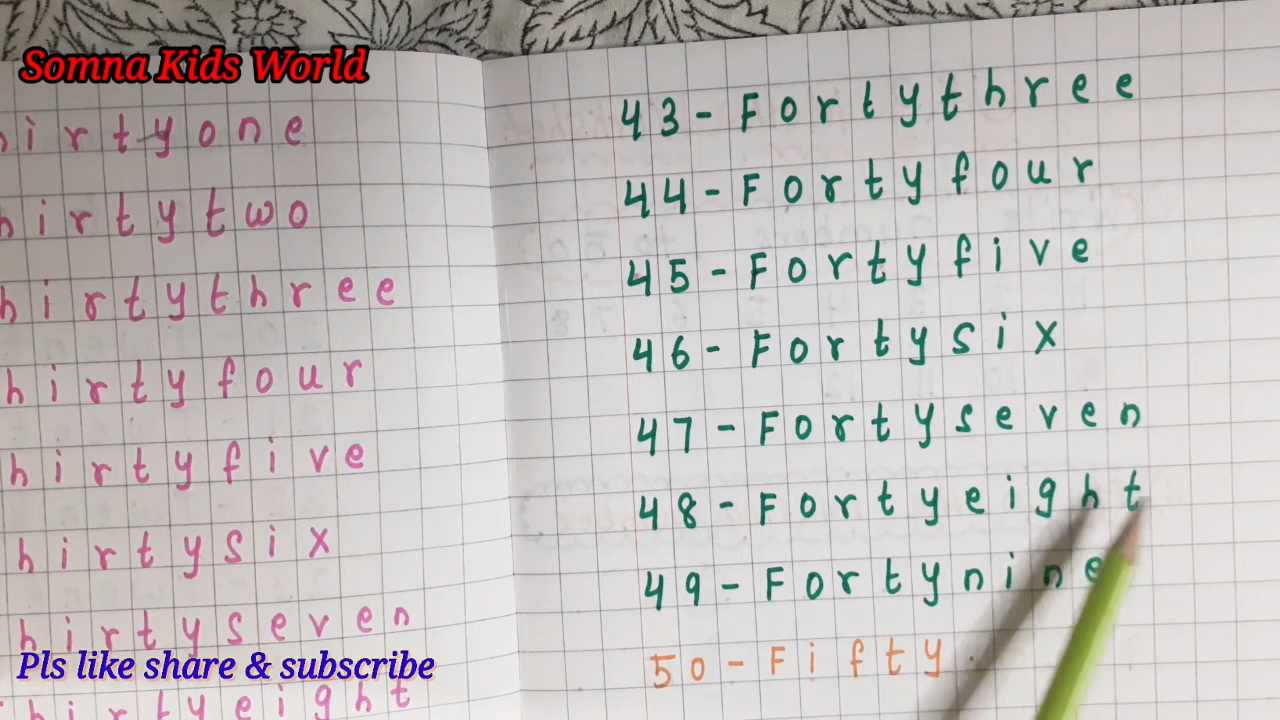 Somna Kids World
hirtyone
hirtytwo
hirtythree
hirtyfour
hirtyfive
hirtysix
hirtyseven
hirtyeight
43-Fortythree
44-Fortyfour
45-Fortyfive
46-Fortysix
47-Fortyseven
48-Fortyeight
49-Fortynine
50-Fifty.
Pls like share & subscribe